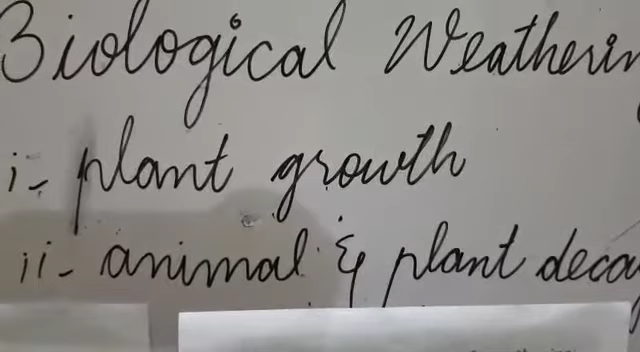 Biological Weatherin
i- plant growth
ii- animal & plant deca